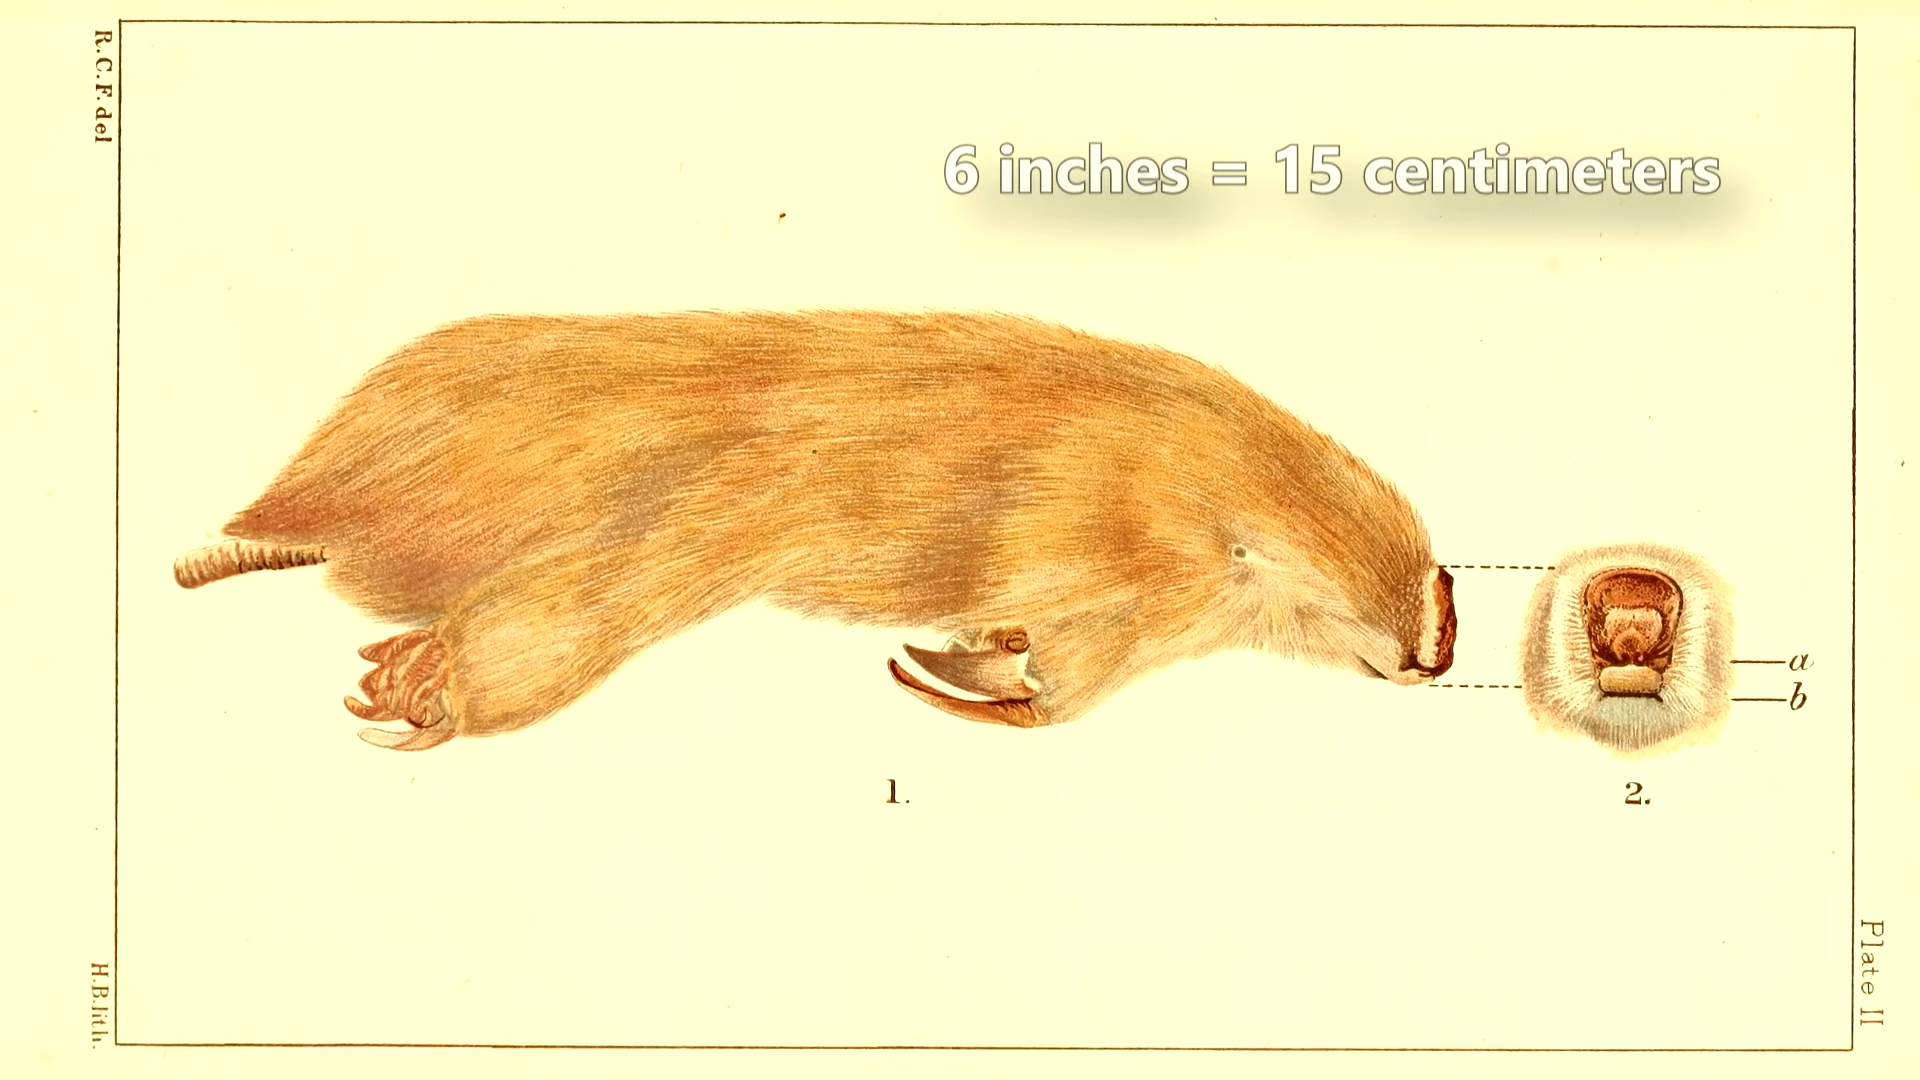 R.C.F. del
6 inches = 15 centimeters
a
b
1.
2.
Plate II
H.B. lith.